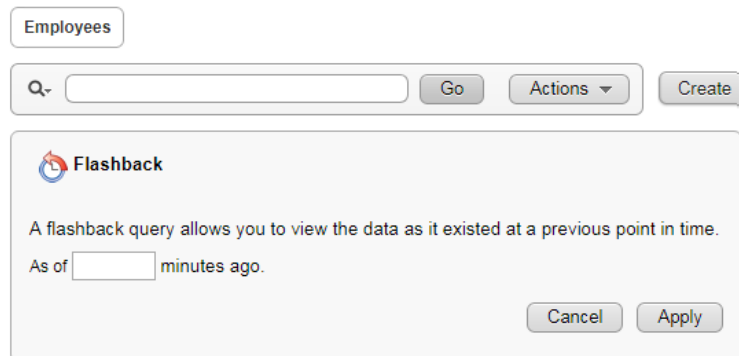 Employees
Go Actions Create
Flashback
A flashback query allows you to view the data as it existed at a previous point in time.
As of minutes ago.
Cancel Apply